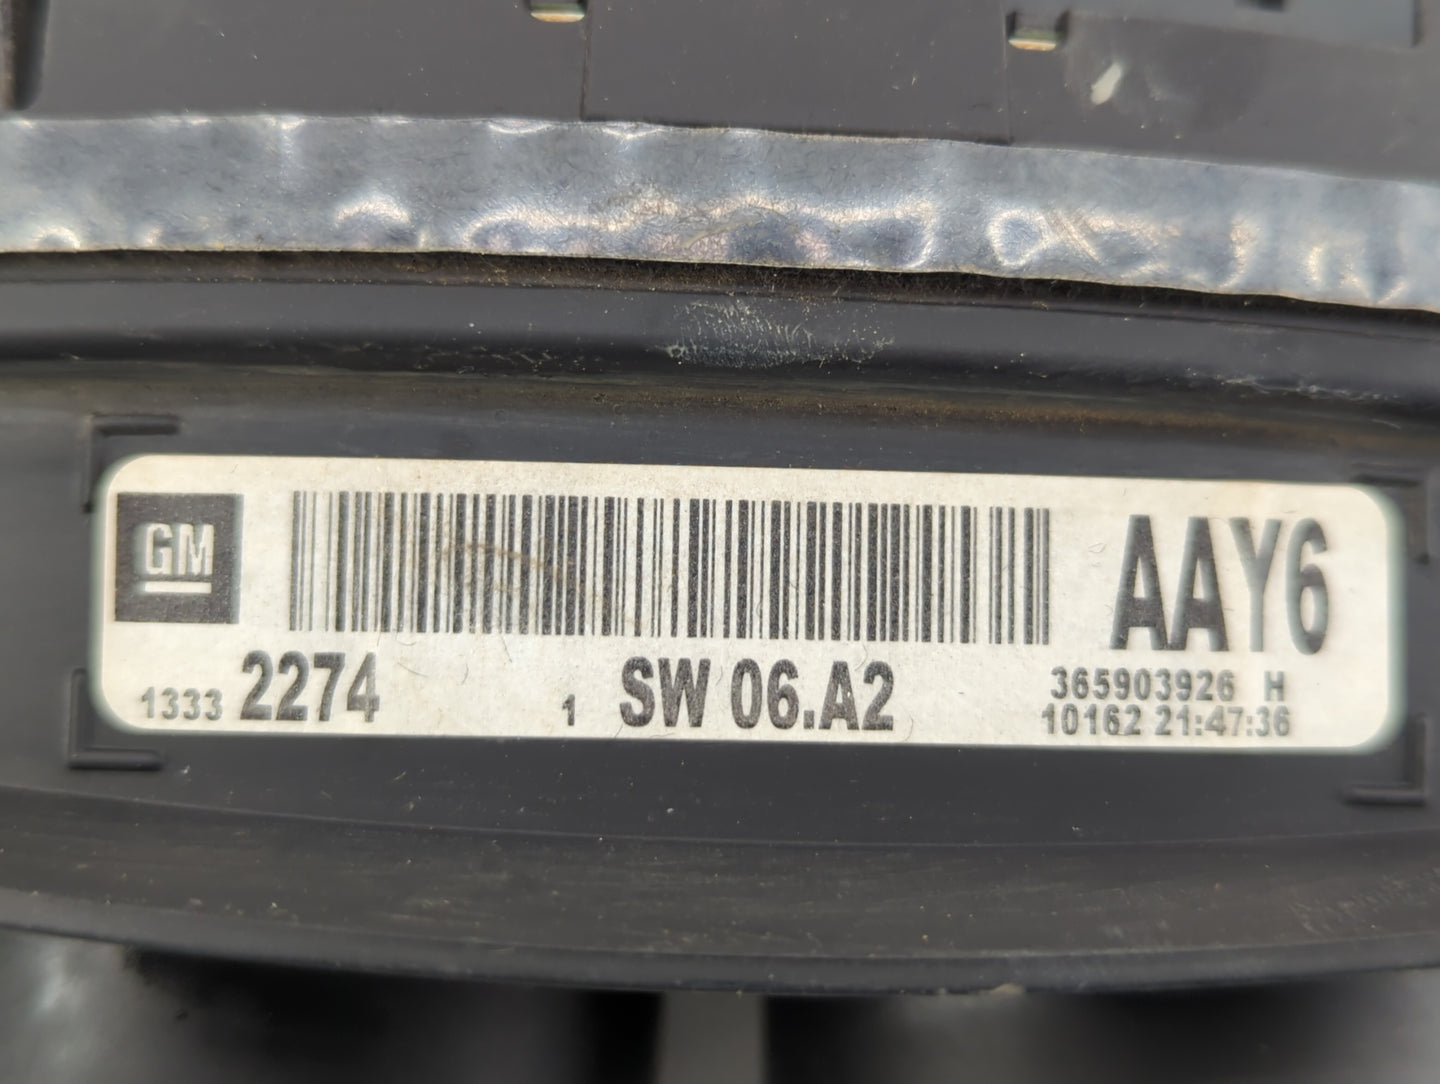 GM
AAY6
1333 2274 1 SW 06.A2
365903926 H
10162 21:47:36